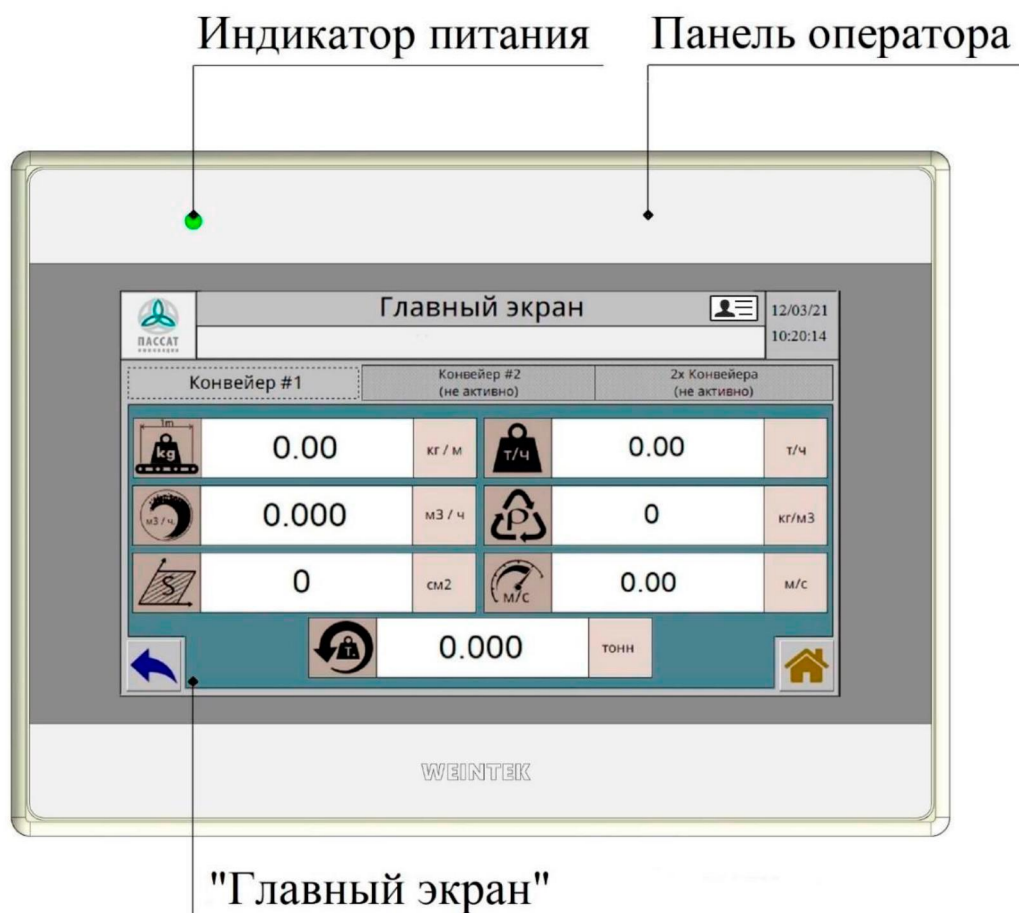 Индикатор питания
Панель оператора
Главный экран
12/03/21
10:20:14
ПАССАТ
Конвейер #1
Конвейер #2
(не активно)
2x Конвейера
(не активно)
1m
kg
0.00
кг / м
т/ч
0.00
т/ч
м3 / ч.
0.000
м3 / ч
ρ
0
кг/м3
S
0
см2
м/с
0.00
м/с
Т.
0.000
тонн
WEINTEK
"Главный экран"